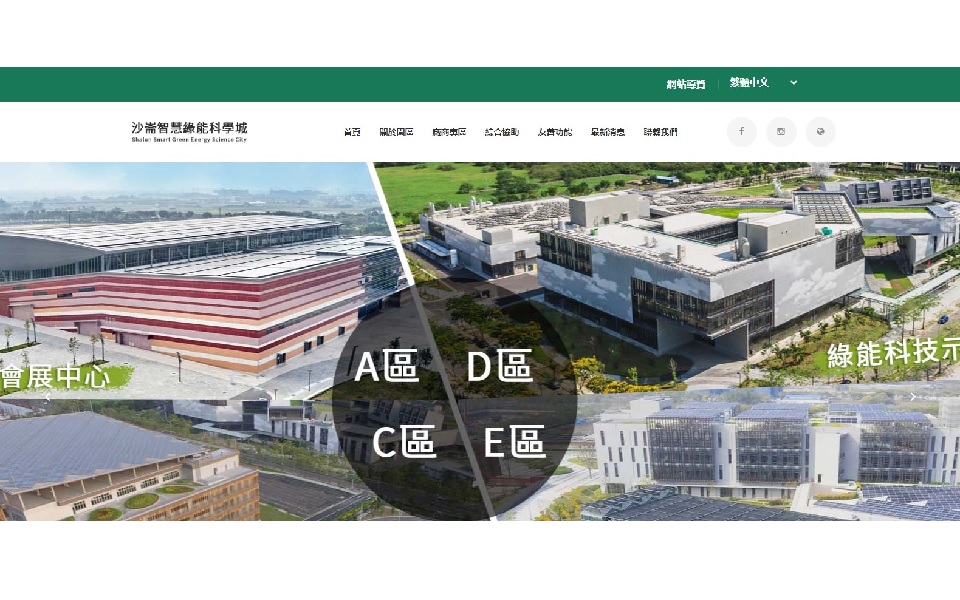 網站導覽
繁體中文
沙崙智慧綠能科學城
Shalun Smart Green Energy Science City
首頁 關於園區 廠商專區 綜合協助 友善功能 最新消息 聯絡我們
A區 D區
綠能科技示
會展中心
C區 E區